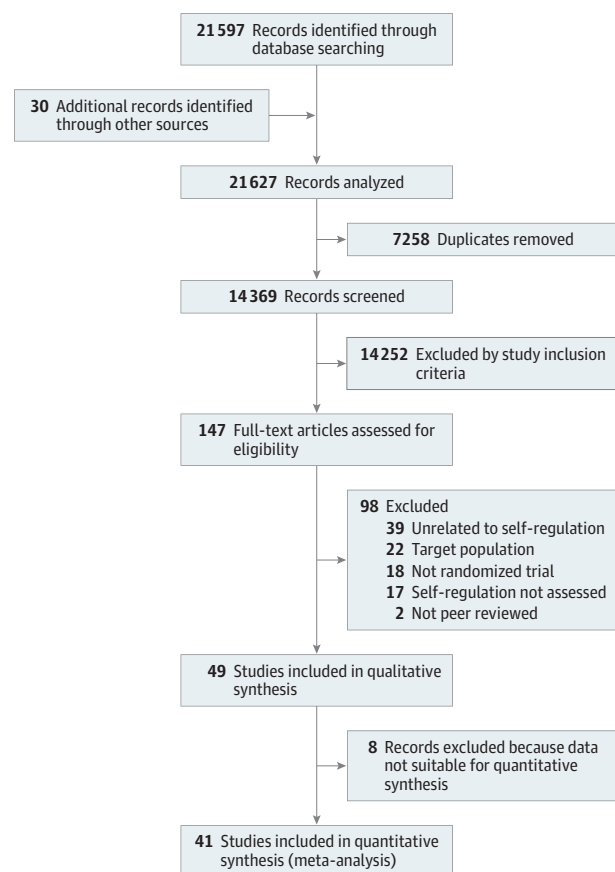 21 597 Records identified through
database searching
30 Additional records identified
through other sources
21 627 Records analyzed
7258 Duplicates removed
14 369 Records screened
14 252 Excluded by study inclusion
criteria
147 Full-text articles assessed for
eligibility
98 Excluded
39 Unrelated to self-regulation
22 Target population
18 Not randomized trial
17 Self-regulation not assessed
2 Not peer reviewed
49 Studies included in qualitative
synthesis
8 Records excluded because data
not suitable for quantitative
synthesis
41 Studies included in quantitative
synthesis (meta-analysis)